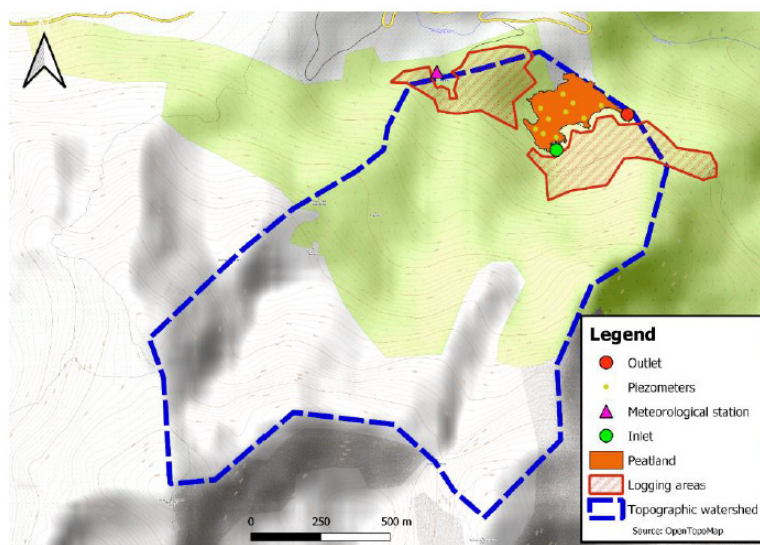 Legend
Outlet
Piezometers
Meteorological station
Inlet
Peatland
Logging areas
Topographic watershed
Source: OpenTopoMap
0 250 500 m